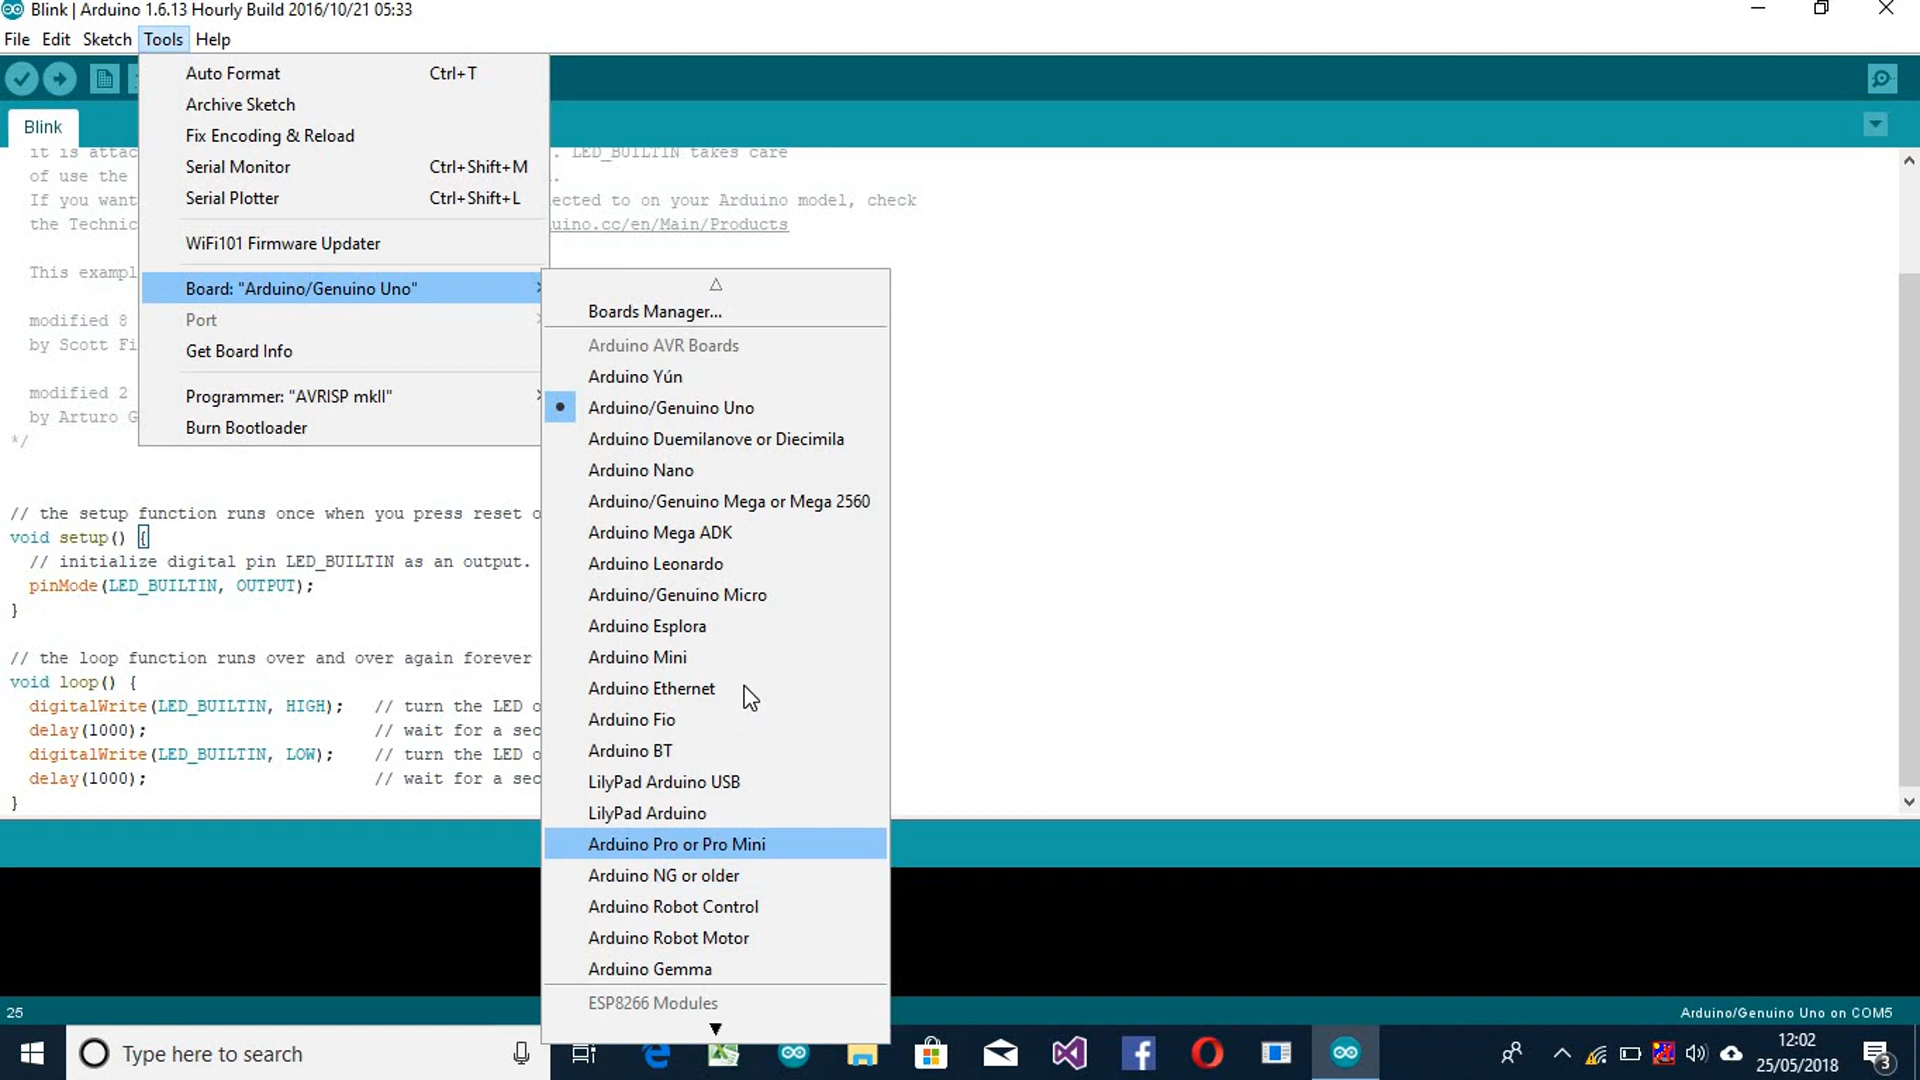 Blink | Arduino 1.6.13 Hourly Build 2016/10/21 05:33
File Edit Sketch Tools Help
Auto Format Ctrl+T
Archive Sketch
Fix Encoding & Reload
Serial Monitor Ctrl+Shift+M
Serial Plotter Ctrl+Shift+L
WiFi101 Firmware Updater
Board: "Arduino/Genuino Uno"
Port
Get Board Info
Programmer: "AVRISP mkII"
Burn Bootloader
Boards Manager...
Arduino AVR Boards
Arduino Yún
Arduino/Genuino Uno
Arduino Duemilanove or Diecimila
Arduino Nano
Arduino/Genuino Mega or Mega 2560
Arduino Mega ADK
Arduino Leonardo
Arduino/Genuino Micro
Arduino Esplora
Arduino Mini
Arduino Ethernet
Arduino Fio
Arduino BT
LilyPad Arduino USB
LilyPad Arduino
Arduino Pro or Pro Mini
Arduino NG or older
Arduino Robot Control
Arduino Robot Motor
Arduino Gemma
ESP8266 Modules
Blink
it is attac . LED_BUILTIN takes care
of use the .
If you want ected to on your Arduino model, check
the Technic uino.cc/en/Main/Products
This exampl
modified 8
by Scott Fi
modified 2
by Arturo G
*/
// the setup function runs once when you press reset o
void setup() {
// initialize digital pin LED_BUILTIN as an output.
pinMode(LED_BUILTIN, OUTPUT);
}
// the loop function runs over and over again forever
void loop() {
digitalWrite(LED_BUILTIN, HIGH); // turn the LED o
delay(1000); // wait for a sec
digitalWrite(LED_BUILTIN, LOW); // turn the LED o
delay(1000); // wait for a sec
}
25 Arduino/Genuino Uno on COM5
Type here to search
12:02
25/05/2018
3